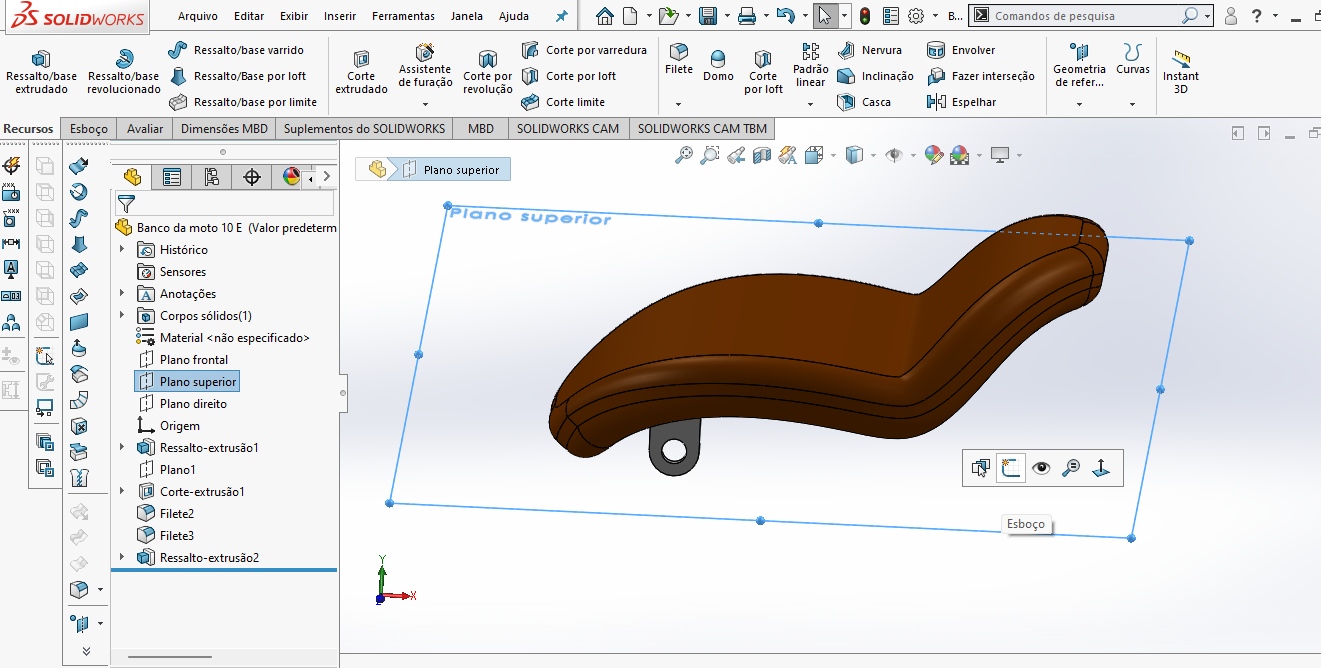 SOLIDWORKS
Arquivo Editar Exibir Inserir Ferramentas Janela Ajuda B... Comandos de pesquisa ?
Ressalto/base extrudado
Ressalto/base revolucionado
Ressalto/base varrido
Ressalto/Base por loft
Ressalto/base por limite
Corte extrudado
Assistente de furação
Corte por revolução
Corte por varredura
Corte por loft
Corte limite
Filete
Domo
Corte por loft
Padrão linear
Nervura
Inclinação
Casca
Envolver
Fazer interseção
Espelhar
Geometria de refer...
Curvas
Instant 3D
Recursos Esboço Avaliar Dimensões MBD Suplementos do SOLIDWORKS MBD SOLIDWORKS CAM SOLIDWORKS CAM TBM
Plano superior
Plano superior
Banco da moto 10 E (Valor predeterm
Histórico
Sensores
Anotações
Corpos sólidos(1)
Material <não especificado>
Plano frontal
Plano superior
Plano direito
Origem
Ressalto-extrusão1
Plano1
Corte-extrusão1
Filete2
Filete3
Ressalto-extrusão2
Esboço
Y
X